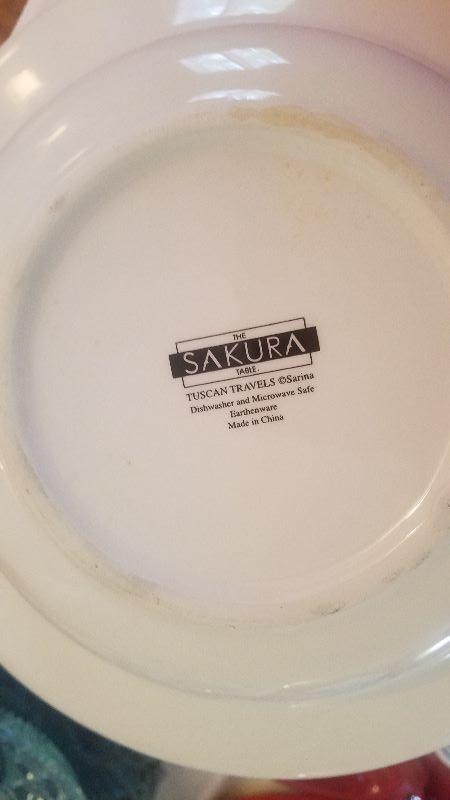 THE
SAKURA
TABLE.
TUSCAN TRAVELS ©Sarina
Dishwasher and Microwave Safe
Earthenware
Made in China